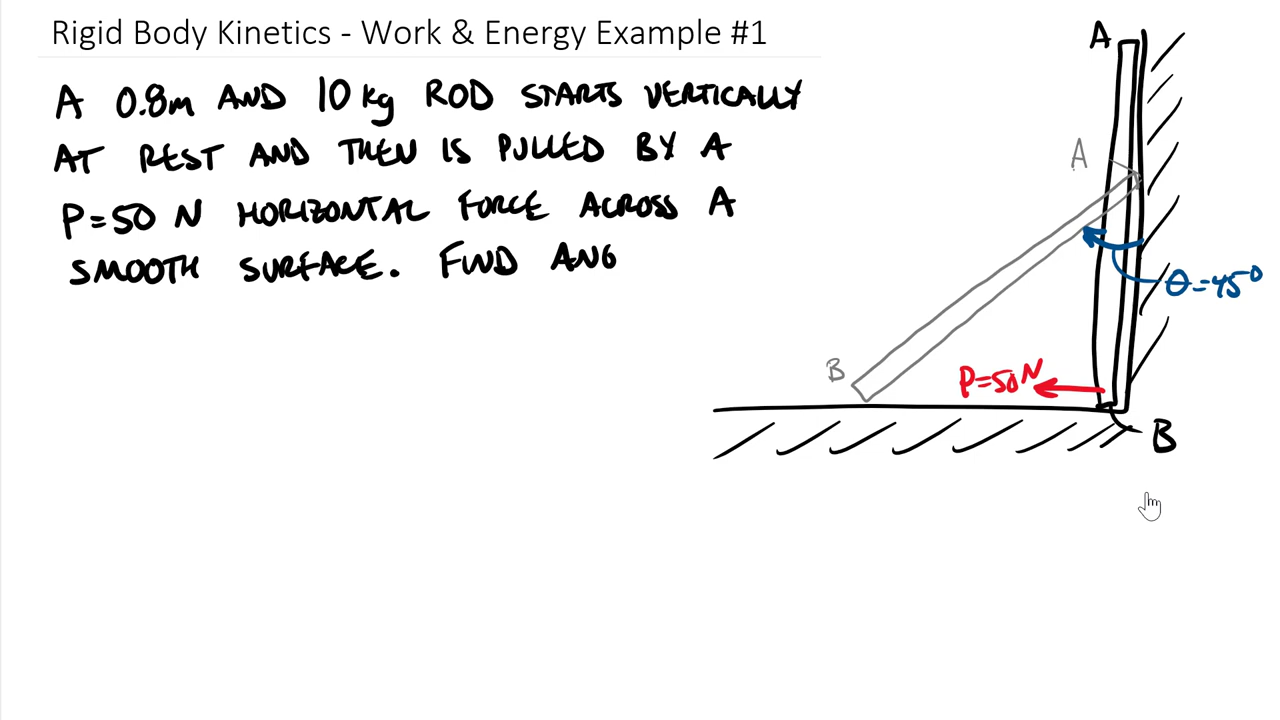 Rigid Body Kinetics - Work & Energy Example #1
A 0.8m AND 10 kg ROD STARTS VERTICALLY
AT REST AND THEN IS PULLED BY A
P=50 N HORIZONTAL FORCE ACROSS A
SMOOTH SURFACE. FIND ANG
A
A
θ=45°
B
P=50N
B